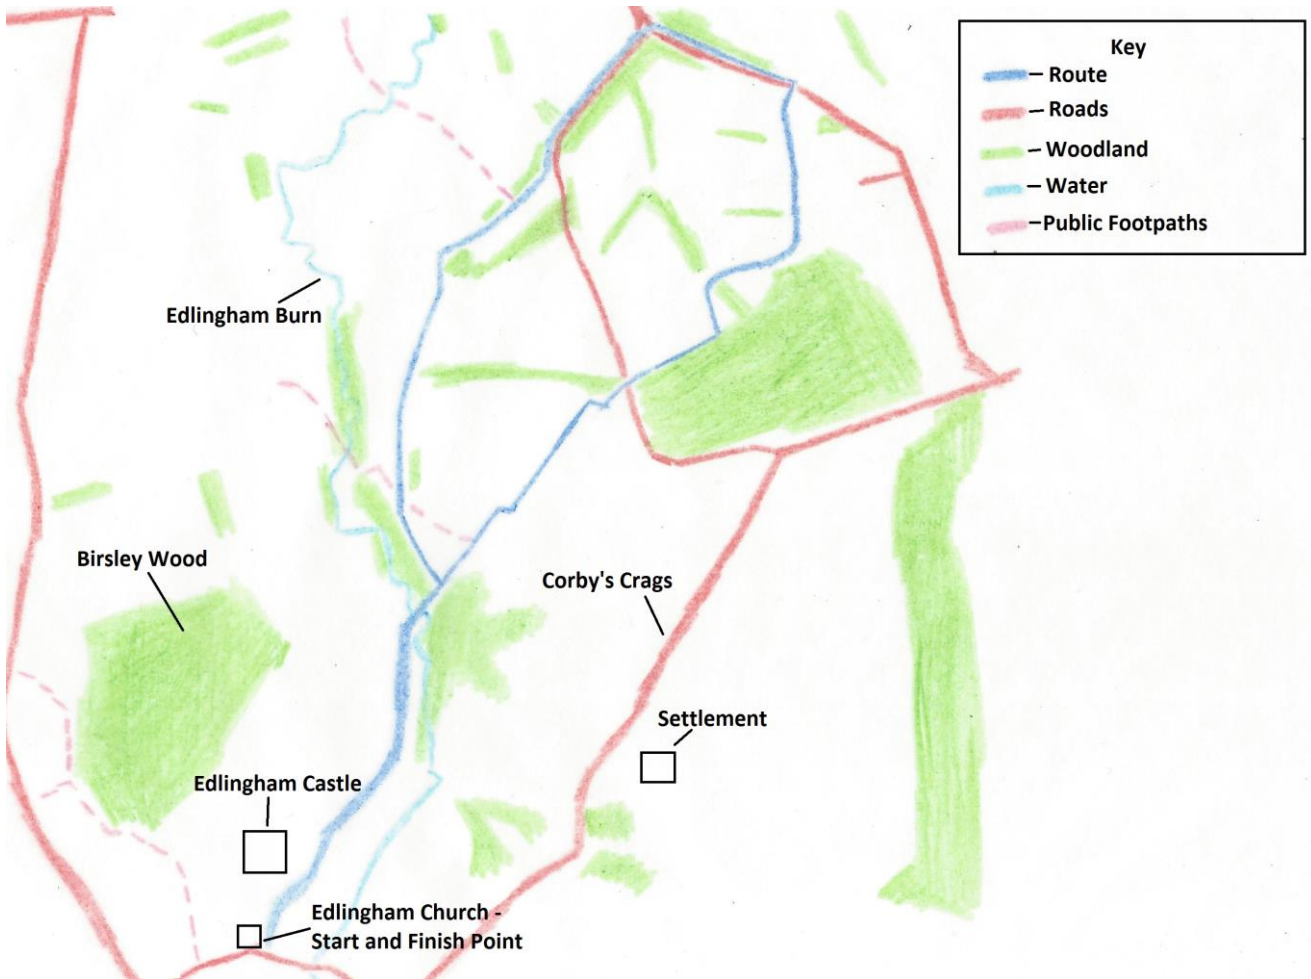 Key
– Route
– Roads
– Woodland
– Water
–Public Footpaths
Edlingham Burn
Birsley Wood
Corby's Crags
Settlement
Edlingham Castle
Edlingham Church -
Start and Finish Point